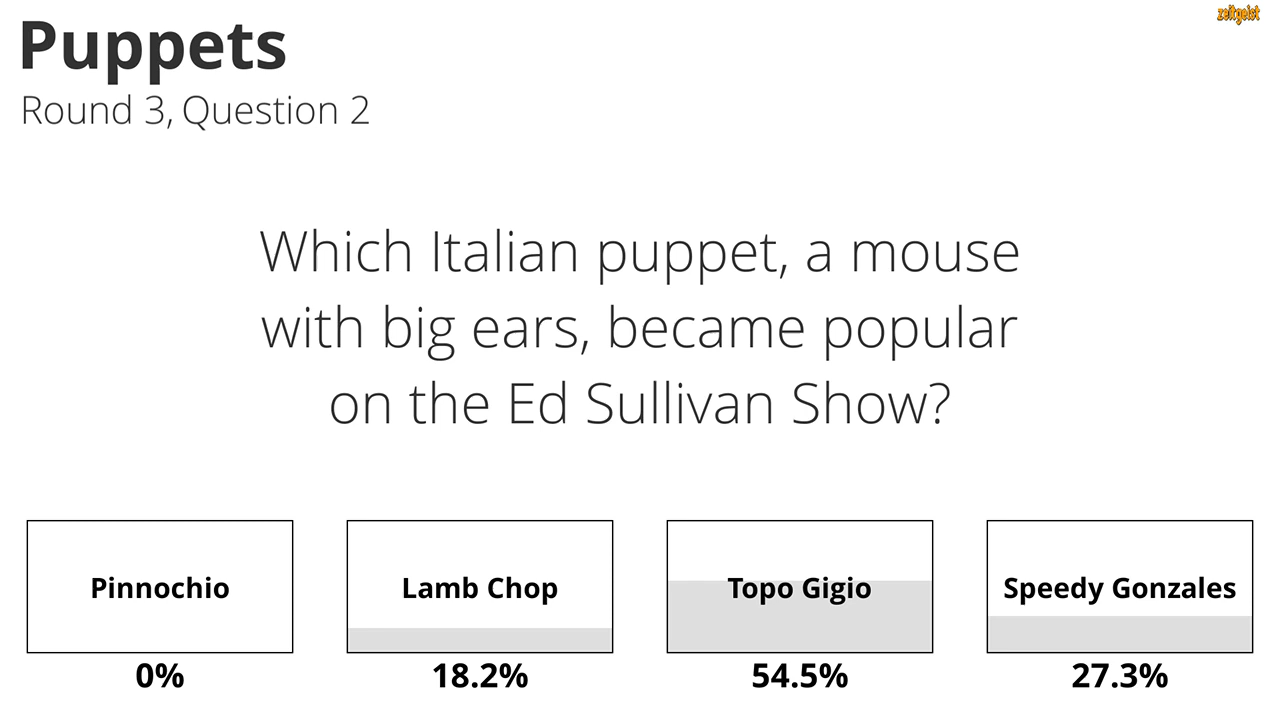 zeitgeist
Puppets
Round 3, Question 2
Which Italian puppet, a mouse
with big ears, became popular
on the Ed Sullivan Show?
Pinnochio
Lamb Chop
Topo Gigio
Speedy Gonzales
0%
18.2%
54.5%
27.3%